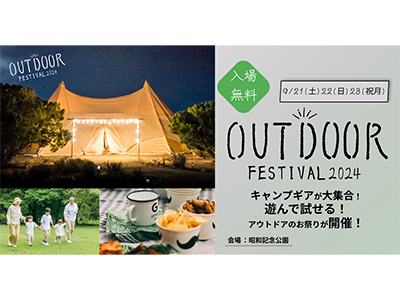 OUTDOOR
FESTIVAL 2024
入場
無料
9/21(土)22(日)23(祝月)
OUTDOOR
FESTIVAL 2024
キャンプギアが大集合！
遊んで試せる！
アウトドアのお祭りが開催！
会場：昭和記念公園